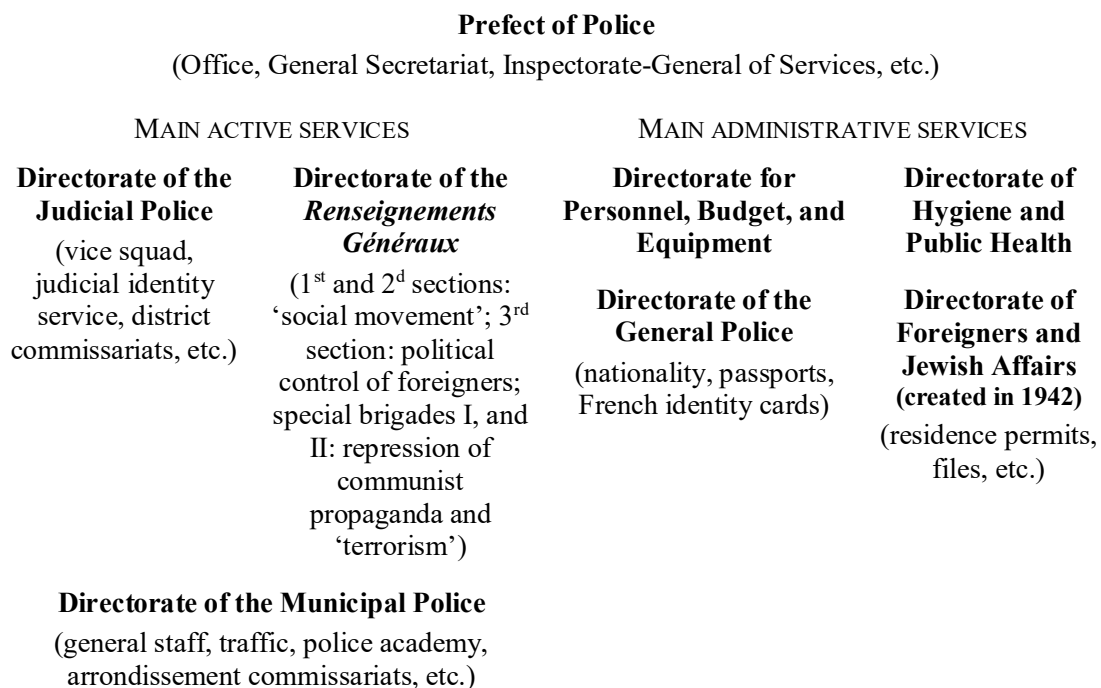 Prefect of Police
(Office, General Secretariat, Inspectorate-General of Services, etc.)
MAIN ACTIVE SERVICES
Directorate of the
Judicial Police
(vice squad,
judicial identity
service, district
commissariats, etc.)
Directorate of the
Renseignements
Généraux
(1st and 2d sections:
‘social movement’; 3rd
section: political
control of foreigners;
special brigades I, and
II: repression of
communist
propaganda and
‘terrorism’)
Directorate of the Municipal Police
(general staff, traffic, police academy,
arrondissement commissariats, etc.)
MAIN ADMINISTRATIVE SERVICES
Directorate for
Personnel, Budget, and
Equipment
Directorate of the
General Police
(nationality, passports,
French identity cards)
Directorate of
Hygiene and
Public Health
Directorate of
Foreigners and
Jewish Affairs
(created in 1942)
(residence permits,
files, etc.)